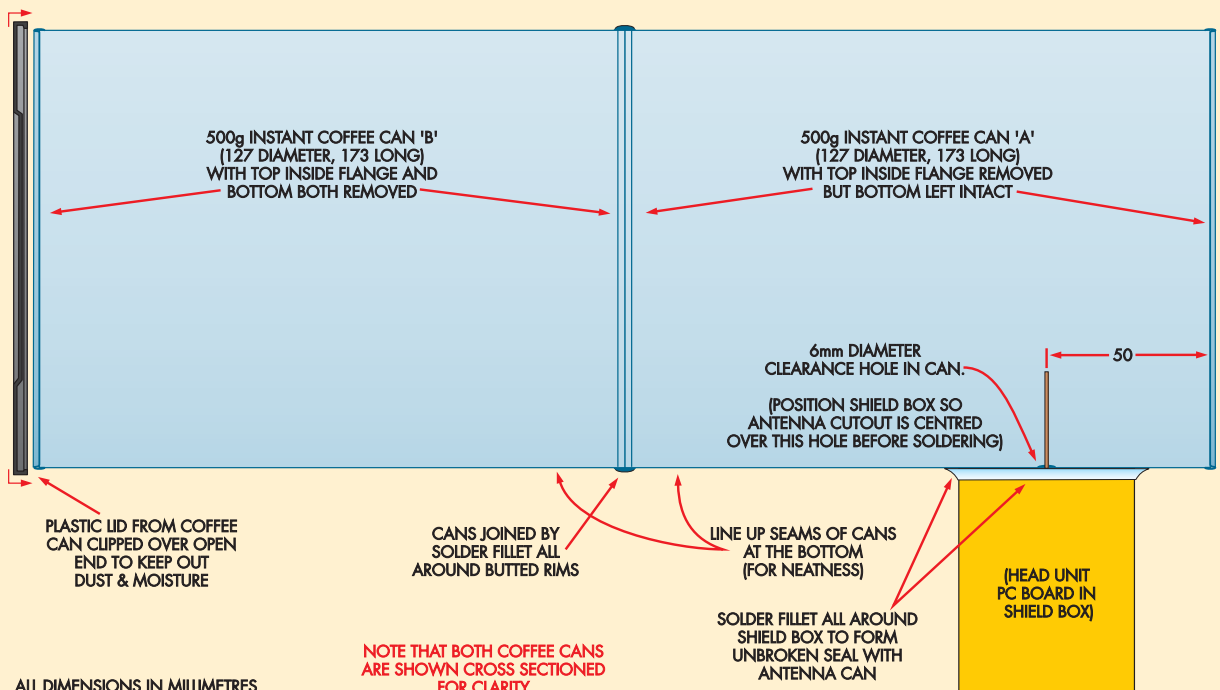 500g INSTANT COFFEE CAN 'B'
(127 DIAMETER, 173 LONG)
WITH TOP INSIDE FLANGE AND
BOTTOM BOTH REMOVED
500g INSTANT COFFEE CAN 'A'
(127 DIAMETER, 173 LONG)
WITH TOP INSIDE FLANGE REMOVED
BUT BOTTOM LEFT INTACT
6mm DIAMETER
CLEARANCE HOLE IN CAN.
50
(POSITION SHIELD BOX SO
ANTENNA CUTOUT IS CENTRED
OVER THIS HOLE BEFORE SOLDERING)
PLASTIC LID FROM COFFEE
CAN CLIPPED OVER OPEN
END TO KEEP OUT
DUST & MOISTURE
CANS JOINED BY
SOLDER FILLET ALL
AROUND BUTTED RIMS
LINE UP SEAMS OF CANS
AT THE BOTTOM
(FOR NEATNESS)
(HEAD UNIT
PC BOARD IN
SHIELD BOX)
SOLDER FILLET ALL AROUND
SHIELD BOX TO FORM
UNBROKEN SEAL WITH
ANTENNA CAN
NOTE THAT BOTH COFFEE CANS
ARE SHOWN CROSS SECTIONED
FOR CLARITY
ALL DIMENSIONS IN MILLIMETRES